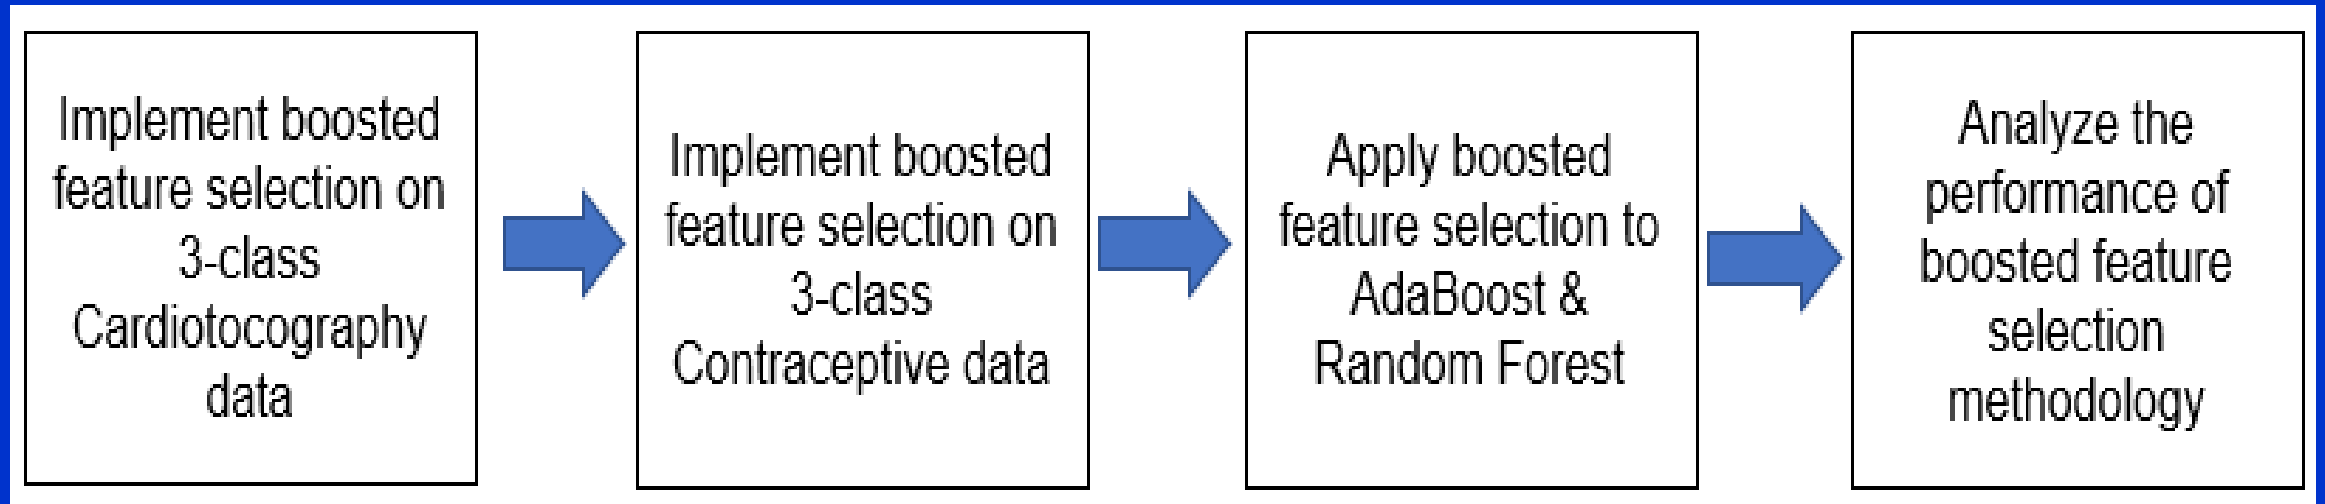 Implement boosted
feature selection on
3-class
Cardiotocography
data
Implement boosted
feature selection on
3-class
Contraceptive data
Apply boosted
feature selection to
AdaBoost &
Random Forest
Analyze the
performance of
boosted feature
selection
methodology